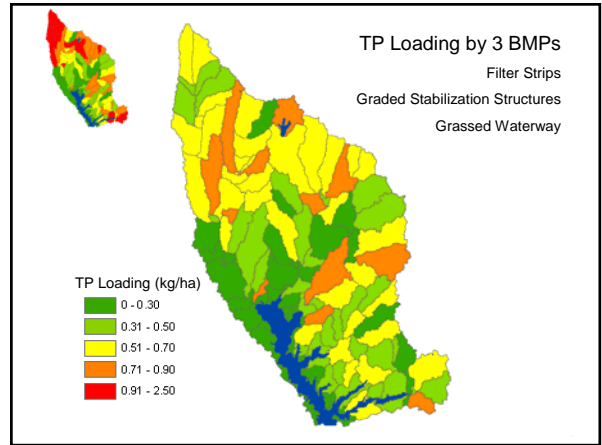 TP Loading by 3 BMPs
Filter Strips
Graded Stabilization Structures
Grassed Waterway
TP Loading (kg/ha)
0 - 0.30
0.31 - 0.50
0.51 - 0.70
0.71 - 0.90
0.91 - 2.50